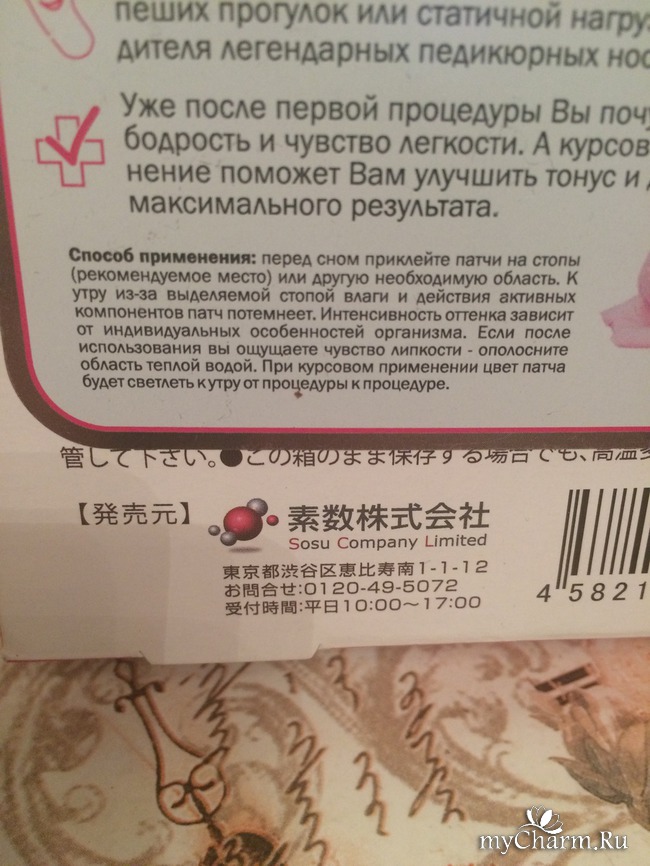 пеших прогулок или статичной
дителя легендарных педикюрных
Уже после первой процедуры Вы
бодрость и чувство легкости. А
нение поможет Вам улучшить тонус и
максимального результата.
Способ применения: перед сном приклейте патчи на стопы
(рекомендуемое место) или другую необходимую область. К
утру из-за выделяемой стопой влаги и действия активных
компонентов патч потемнеет. Интенсивность оттенка зависит
от индивидуальных особенностей организма. Если после
использования вы ощущаете чувство липкости - ополосните
область теплой водой. При курсовом применении цвет патча
будет светлеть к утру от процедуры к процедуре.
管して下さい。●この箱のまま保存する場合でも、高温
【発売元】 素数株式会社
Sosu Company Limited
東京都渋谷区恵比寿南1-1-12
お問合せ:0120-49-5072
受付時間:平日10:00～17:00
4 5821
myCharm.Ru